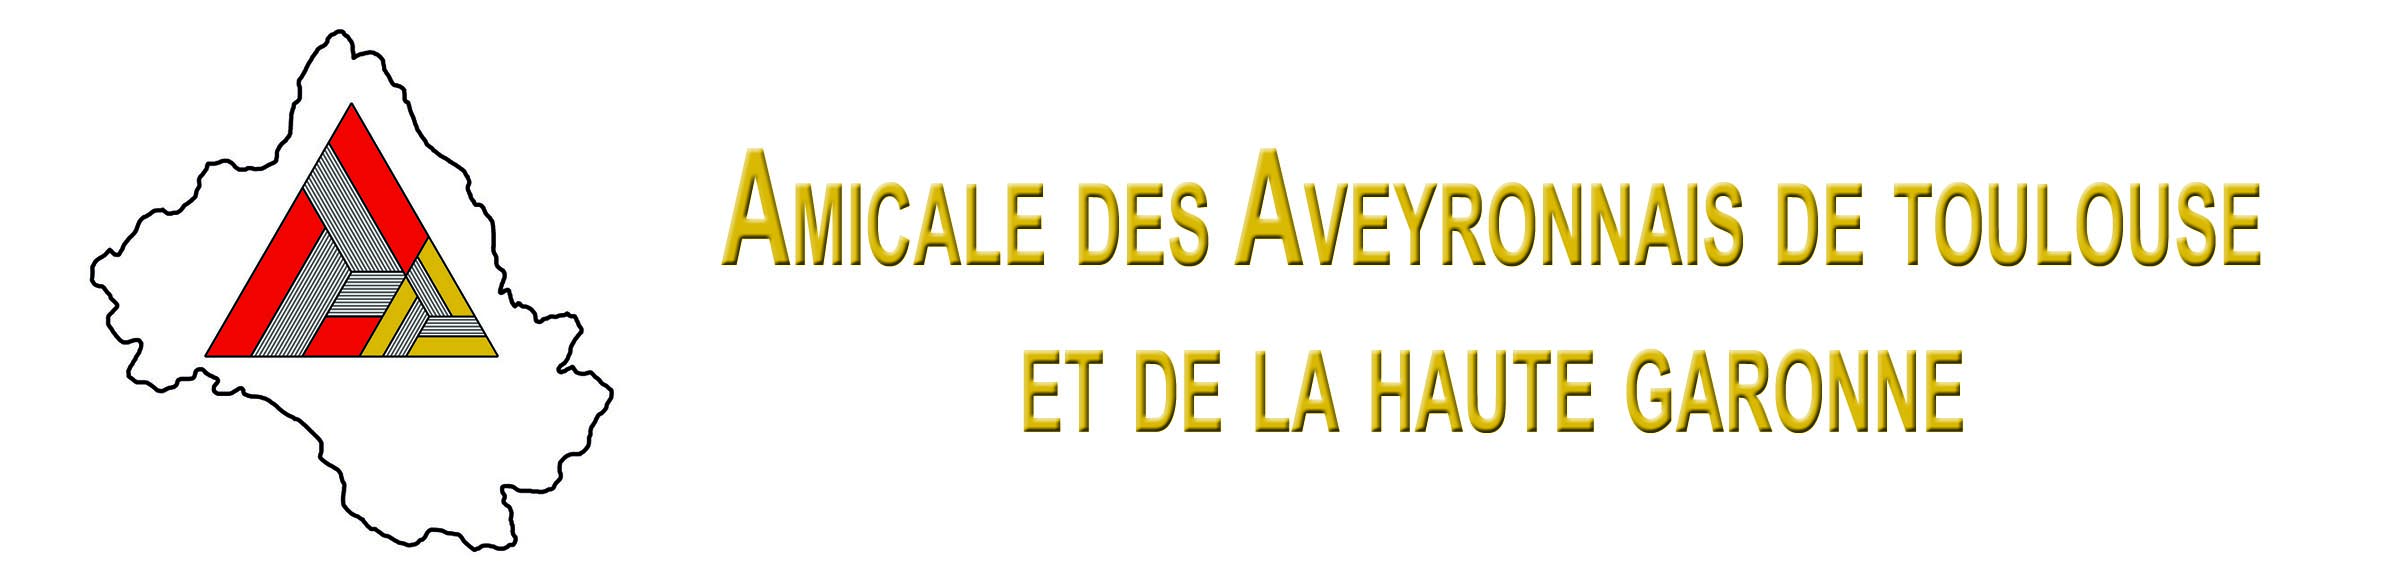 AMICALE DES AVEYRONNAIS DE TOULOUSE
ET DE LA HAUTE GARONNE